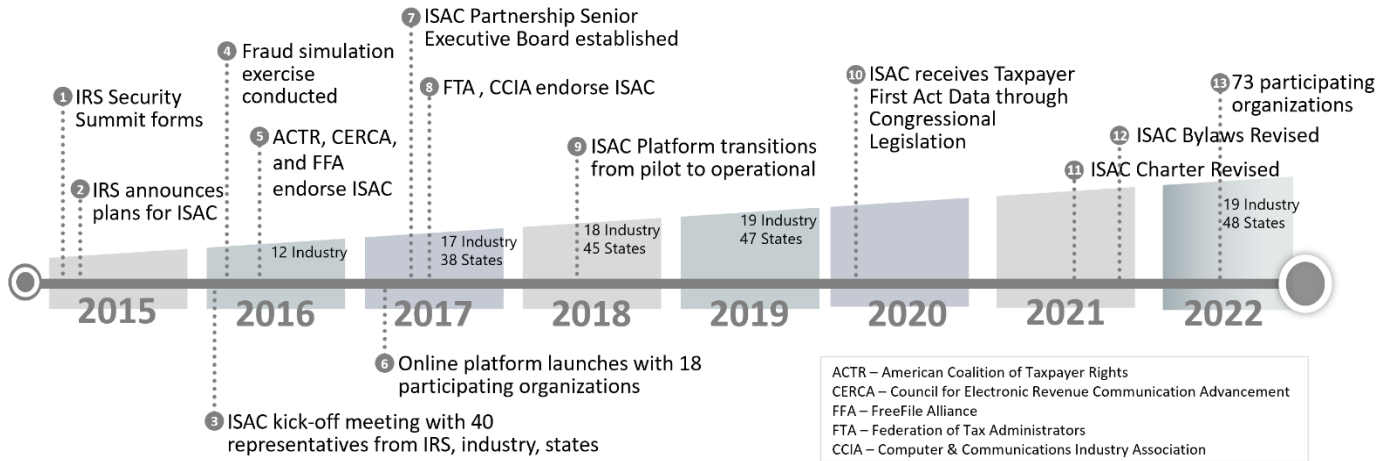 1 IRS Security
Summit forms
2 IRS announces
plans for ISAC
3 ISAC kick-off meeting with 40
representatives from IRS, industry, states
4 Fraud simulation
exercise
conducted
5 ACTR, CERCA,
and FFA
endorse ISAC
6 Online platform launches with 18
participating organizations
7 ISAC Partnership Senior
Executive Board established
8 FTA , CCIA endorse ISAC
9 ISAC Platform transitions
from pilot to operational
10 ISAC receives Taxpayer
First Act Data through
Congressional
Legislation
11 ISAC Charter Revised
12 ISAC Bylaws Revised
13 73 participating
organizations
12 Industry
17 Industry
38 States
18 Industry
45 States
19 Industry
47 States
19 Industry
48 States
2015
2016
2017
2018
2019
2020
2021
2022
ACTR – American Coalition of Taxpayer Rights
CERCA – Council for Electronic Revenue Communication Advancement
FFA – FreeFile Alliance
FTA – Federation of Tax Administrators
CCIA – Computer & Communications Industry Association